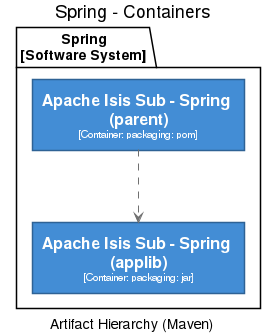 Spring - Containers
Spring
[Software System]
Apache Isis Sub - Spring
(parent)
[Container: packaging: pom]
Apache Isis Sub - Spring
(applib)
[Container: packaging: jar]
Artifact Hierarchy (Maven)